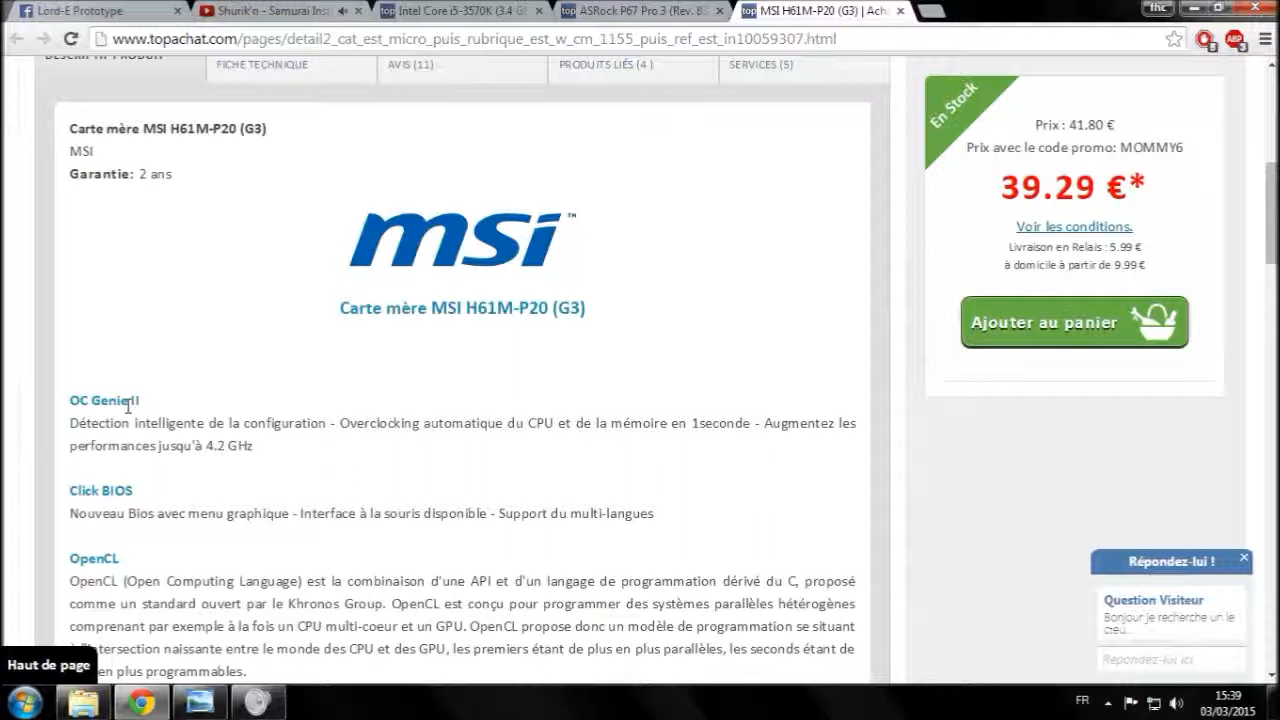 Lord-E Prototype
Shurik'n - Samurai Inst
top Intel Core i5-3570K (3.4 G
top ASRock P67 Pro 3 (Rev. B
top MSI H61M-P20 (G3) | Ach
thc
www.topachat.com/pages/detail2_cat_est_micro_puis_rubrique_est_w_cm_1155_puis_ref_est_in10059307.html
ABP
DESCRIPTIF PRODUIT
FICHE TECHNIQUE
AVIS (11)
PRODUITS LIÉS (4 )
SERVICES (5)
Carte mère MSI H61M-P20 (G3)
MSI
Garantie: 2 ans
msi™
Carte mère MSI H61M-P20 (G3)
OC Genie II
Détection intelligente de la configuration - Overclocking automatique du CPU et de la mémoire en 1seconde - Augmentez les
performances jusqu'à 4.2 GHz
Click BIOS
Nouveau Bios avec menu graphique - Interface à la souris disponible - Support du multi-langues
OpenCL
OpenCL (Open Computing Language) est la combinaison d'une API et d'un langage de programmation dérivé du C, proposé
comme un standard ouvert par le Khronos Group. OpenCL est conçu pour programmer des systèmes parallèles hétérogènes
comprenant par exemple à la fois un CPU multi-coeur et un GPU. OpenCL propose donc un modèle de programmation se situant
à l'intersection naissante entre le monde des CPU et des GPU, les premiers étant de plus en plus parallèles, les seconds étant de
en plus programmables.
En Stock
Prix : 41.80 €
Prix avec le code promo: MOMMY6
39.29 €*
Voir les conditions.
Livraison en Relais : 5.99 €
à domicile à partir de 9.99 €
Ajouter au panier
Répondez-lui !
Question Visiteur
Bonjour je recherche un le
Répondez-lui ici
Haut de page
FR
15:39
03/03/2015